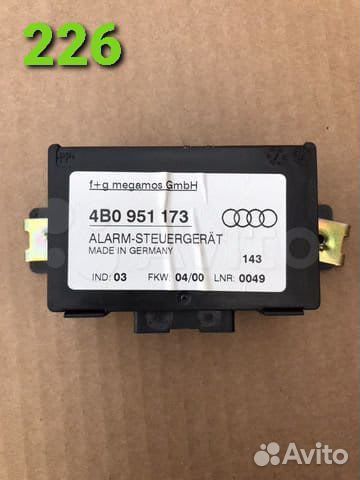 226
f+g megamos GmbH
4B0 951 173
ALARM-STEUERGERÄT
MADE IN GERMANY
143
IND: 03 FKW. 04/00 LNR: 0049
Avito
Avito